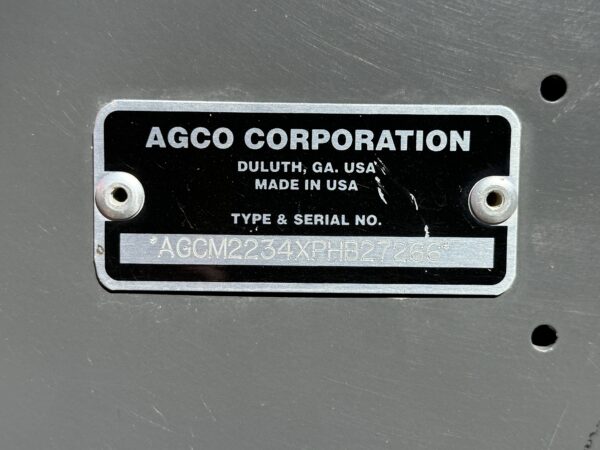 AGCO CORPORATION
DULUTH, GA. USA
MADE IN USA
TYPE & SERIAL NO.
*AGCM2234XPHB27266*